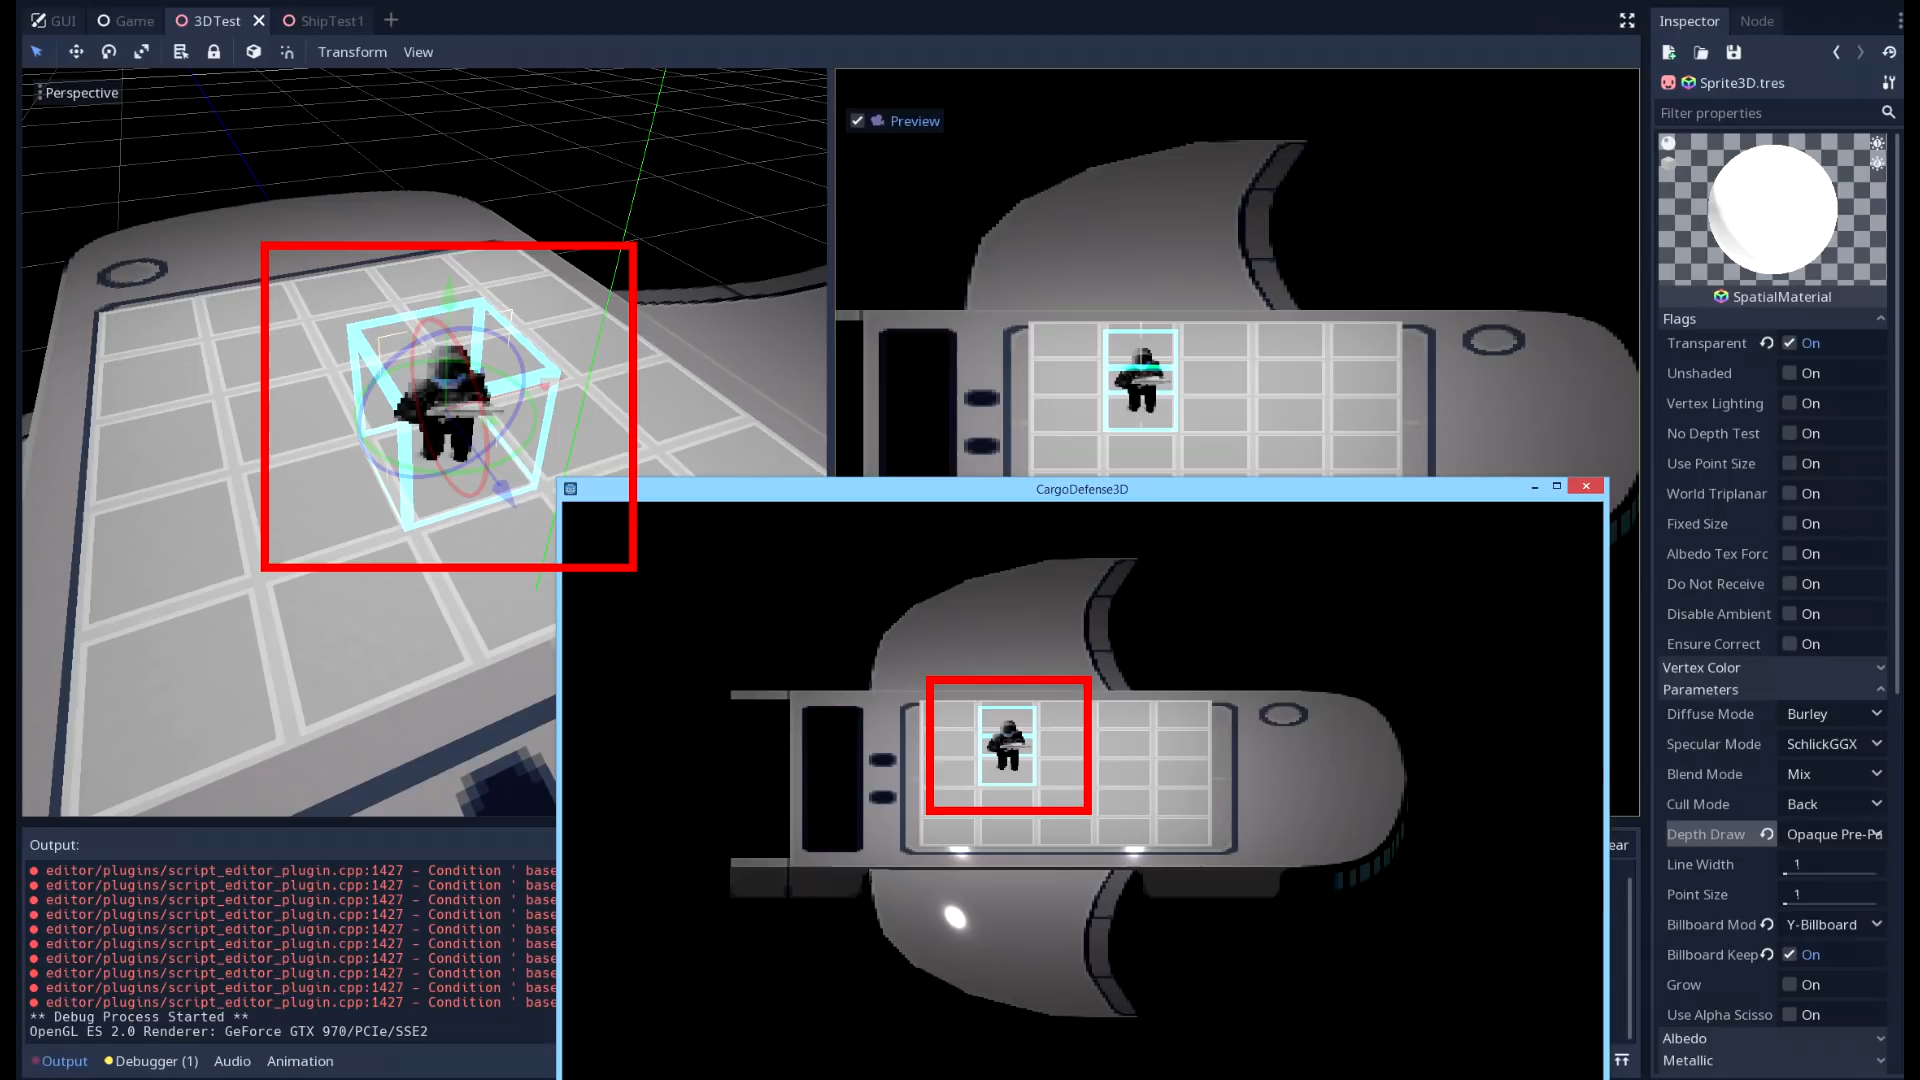 GUI Game 3DTest ShipTest1
Transform View
Perspective
Preview
CargoDefense3D
Output:
editor/plugins/script_editor_plugin.cpp:1427 - Condition ' base
editor/plugins/script_editor_plugin.cpp:1427 - Condition ' base
editor/plugins/script_editor_plugin.cpp:1427 - Condition ' base
editor/plugins/script_editor_plugin.cpp:1427 - Condition ' base
editor/plugins/script_editor_plugin.cpp:1427 - Condition ' base
editor/plugins/script_editor_plugin.cpp:1427 - Condition ' base
editor/plugins/script_editor_plugin.cpp:1427 - Condition ' base
editor/plugins/script_editor_plugin.cpp:1427 - Condition ' base
editor/plugins/script_editor_plugin.cpp:1427 - Condition ' base
editor/plugins/script_editor_plugin.cpp:1427 - Condition ' base
** Debug Process Started **
OpenGL ES 2.0 Renderer: GeForce GTX 970/PCIe/SSE2
Output Debugger (1) Audio Animation
ear
Inspector Node
Sprite3D.tres
Filter properties
SpatialMaterial
Flags
Transparent On
Unshaded On
Vertex Lighting On
No Depth Test On
Use Point Size On
World Triplanar On
Fixed Size On
Albedo Tex Forc On
Do Not Receive On
Disable Ambient On
Ensure Correct On
Vertex Color
Parameters
Diffuse Mode Burley
Specular Mode SchlickGGX
Blend Mode Mix
Cull Mode Back
Depth Draw Opaque Pre-Pa
Line Width 1
Point Size 1
Billboard Mod Y-Billboard
Billboard Keep On
Grow On
Use Alpha Scisso On
Albedo
Metallic